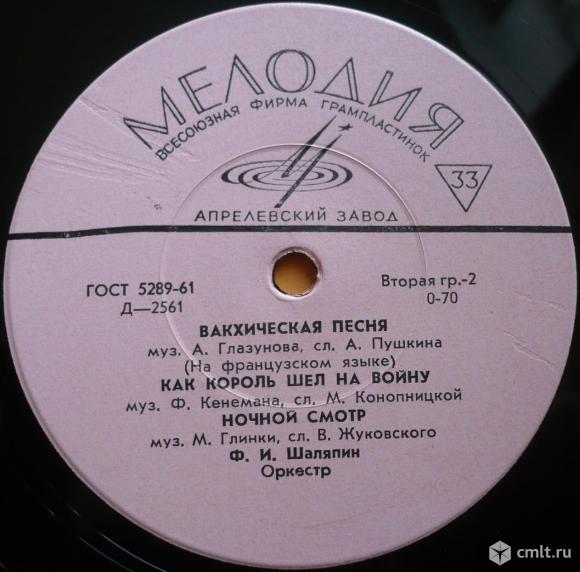 МЕЛОДИЯ
ВСЕСОЮЗНАЯ ФИРМА ГРАМПЛАСТИНОК
33
АПРЕЛЕВСКИЙ ЗАВОД
ГОСТ 5289-61
Д—2561
Вторая гр.-2
0-70
ВАКХИЧЕСКАЯ ПЕСНЯ
муз. А. Глазунова, сл. А. Пушкина
(На французском языке)
КАК КОРОЛЬ ШЕЛ НА ВОЙНУ
муз. Ф. Кенемана, сл. М. Конопницкой
НОЧНОЙ СМОТР
муз. М. Глинки, сл. В. Жуковского
Ф. И. Шаляпин
Оркестр
cmlt.ru